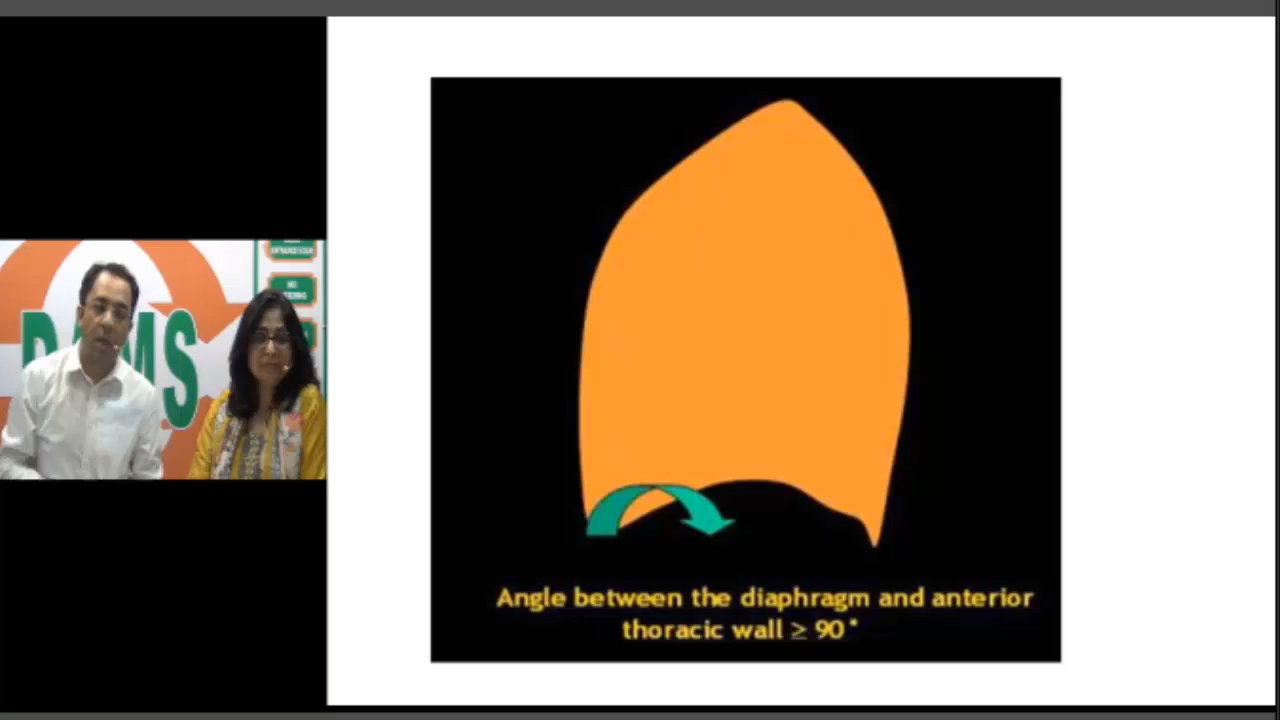 Angle between the diaphragm and anterior
thoracic wall ≥ 90°